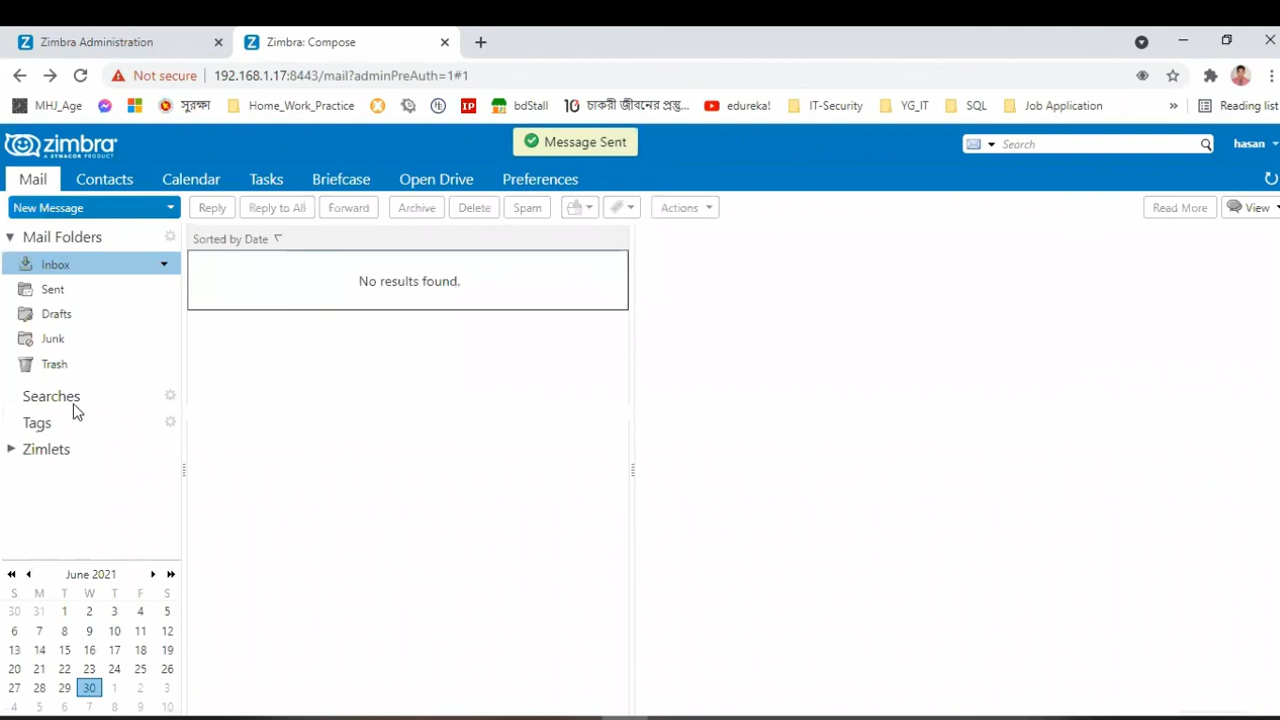 Zimbra Administration
Zimbra: Compose
Not secure
192.168.1.17:8443/mail?adminPreAuth=1#1
MHJ_Age
সুরক্ষা
Home_Work_Practice
IP
bdStall
10 চাকরী জীবনের প্রস্তু...
edureka!
IT-Security
YG_IT
SQL
Job Application
»
Reading list
zimbra
A SYNACOR PRODUCT
Message Sent
Search
hasan
Mail
Contacts
Calendar
Tasks
Briefcase
Open Drive
Preferences
New Message
Reply
Reply to All
Forward
Archive
Delete
Spam
Actions
Read More
View
Mail Folders
Sorted by Date
Inbox
No results found.
Sent
Drafts
Junk
Trash
Searches
Tags
Zimlets
June 2021
S M T W T F S
30 31 1 2 3 4 5
6 7 8 9 10 11 12
13 14 15 16 17 18 19
20 21 22 23 24 25 26
27 28 29 30 1 2 3
4 5 6 7 8 9 10